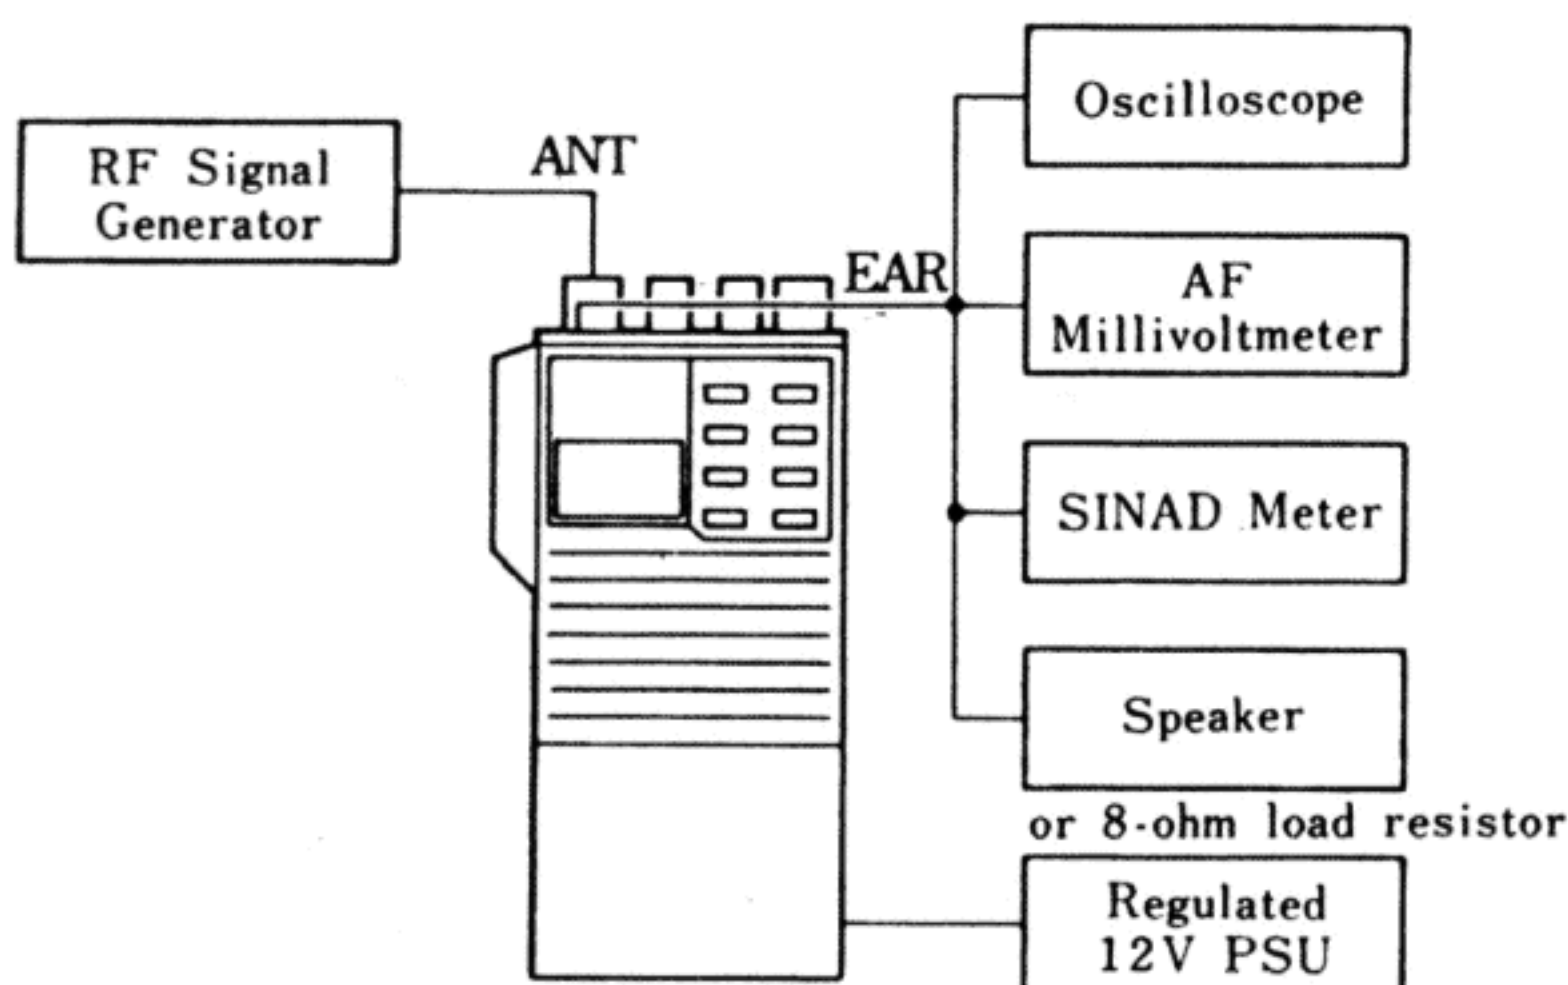 RF Signal
Generator
ANT
EAR
Oscilloscope
AF
Millivoltmeter
SINAD Meter
Speaker
or 8-ohm load resistor
Regulated
12V PSU